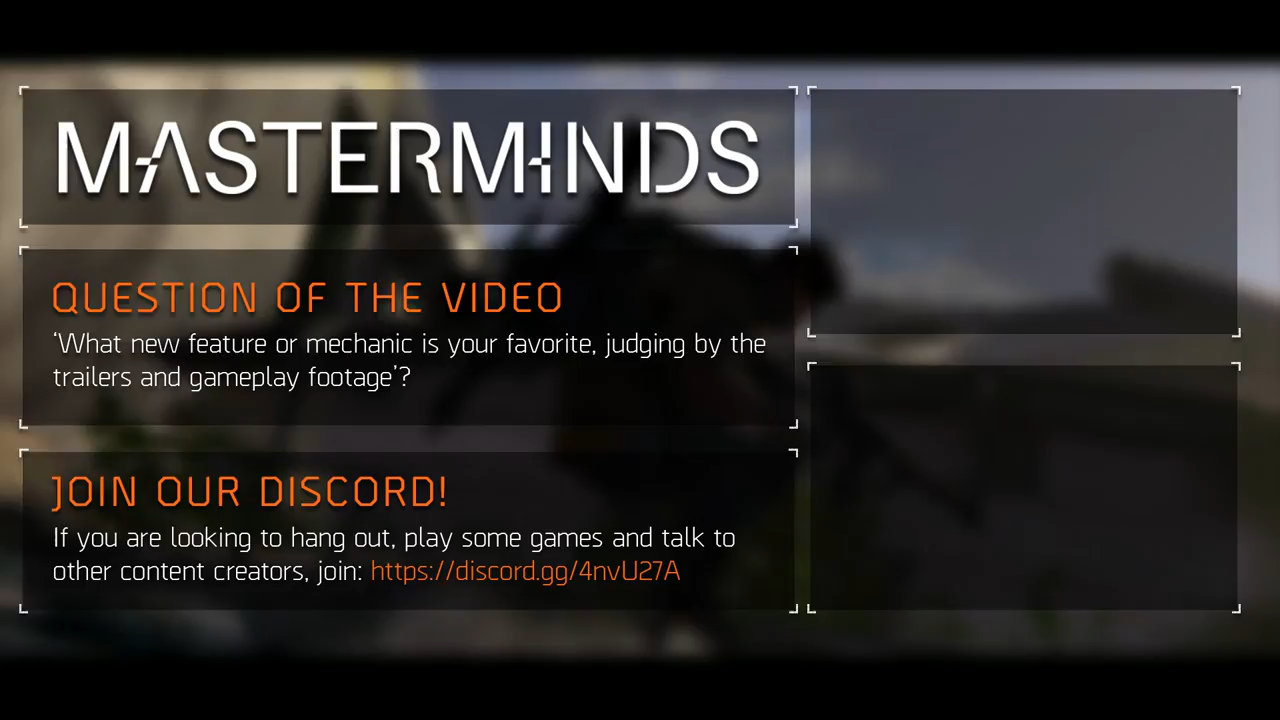 MASTERMINDS
QUESTION OF THE VIDEO
‘What new feature or mechanic is your favorite, judging by the
trailers and gameplay footage’?
JOIN OUR DISCORD!
If you are looking to hang out, play some games and talk to
other content creators, join: https://discord.gg/4nvU27A